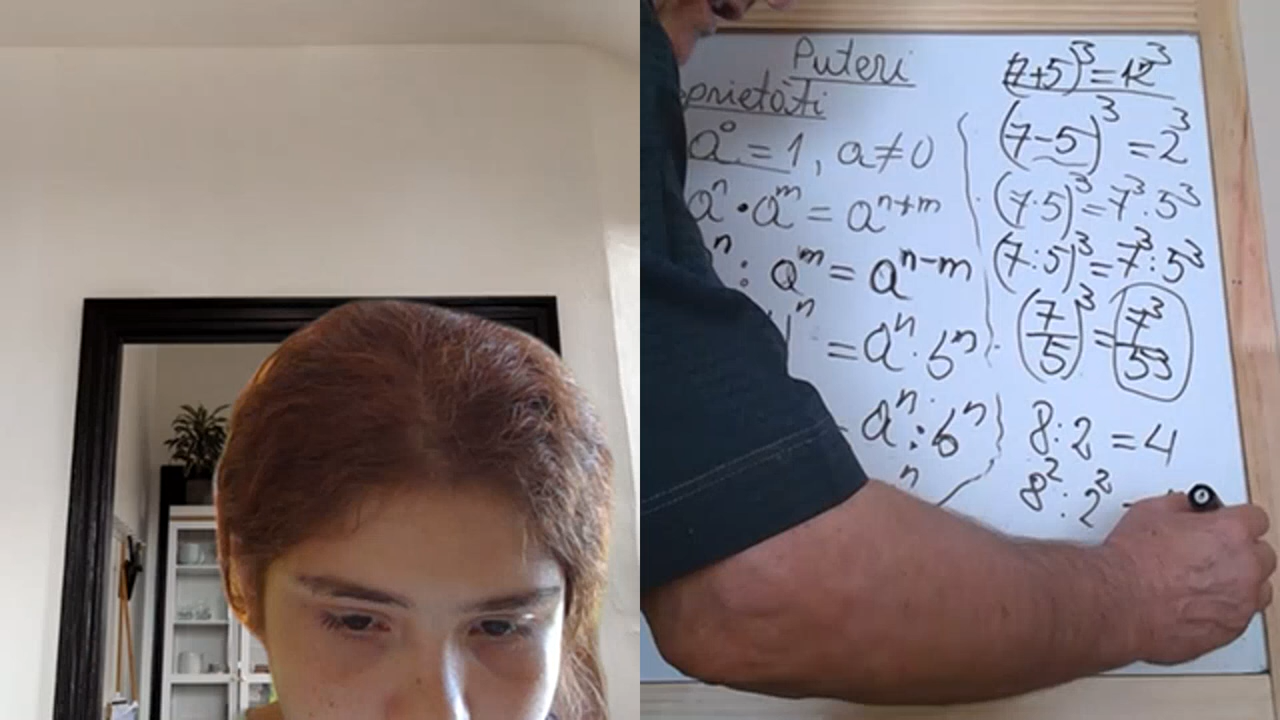 Puteri
oprietăți
a⁰ = 1, a ≠ 0
aⁿ · aᵐ = aⁿ⁺ᵐ
ⁿ : aᵐ = aⁿ⁻ᵐ
ⁿ = aⁿ · bⁿ
= aⁿ : bⁿ
n
(7+5)³ = 12³
(7-5)³ = 2³
(7·5)³ = 7³ · 5³
(7:5)³ = 7³ : 5³
(7/5)³ = 7³/5³
8 : 2 = 4
8² : 2²